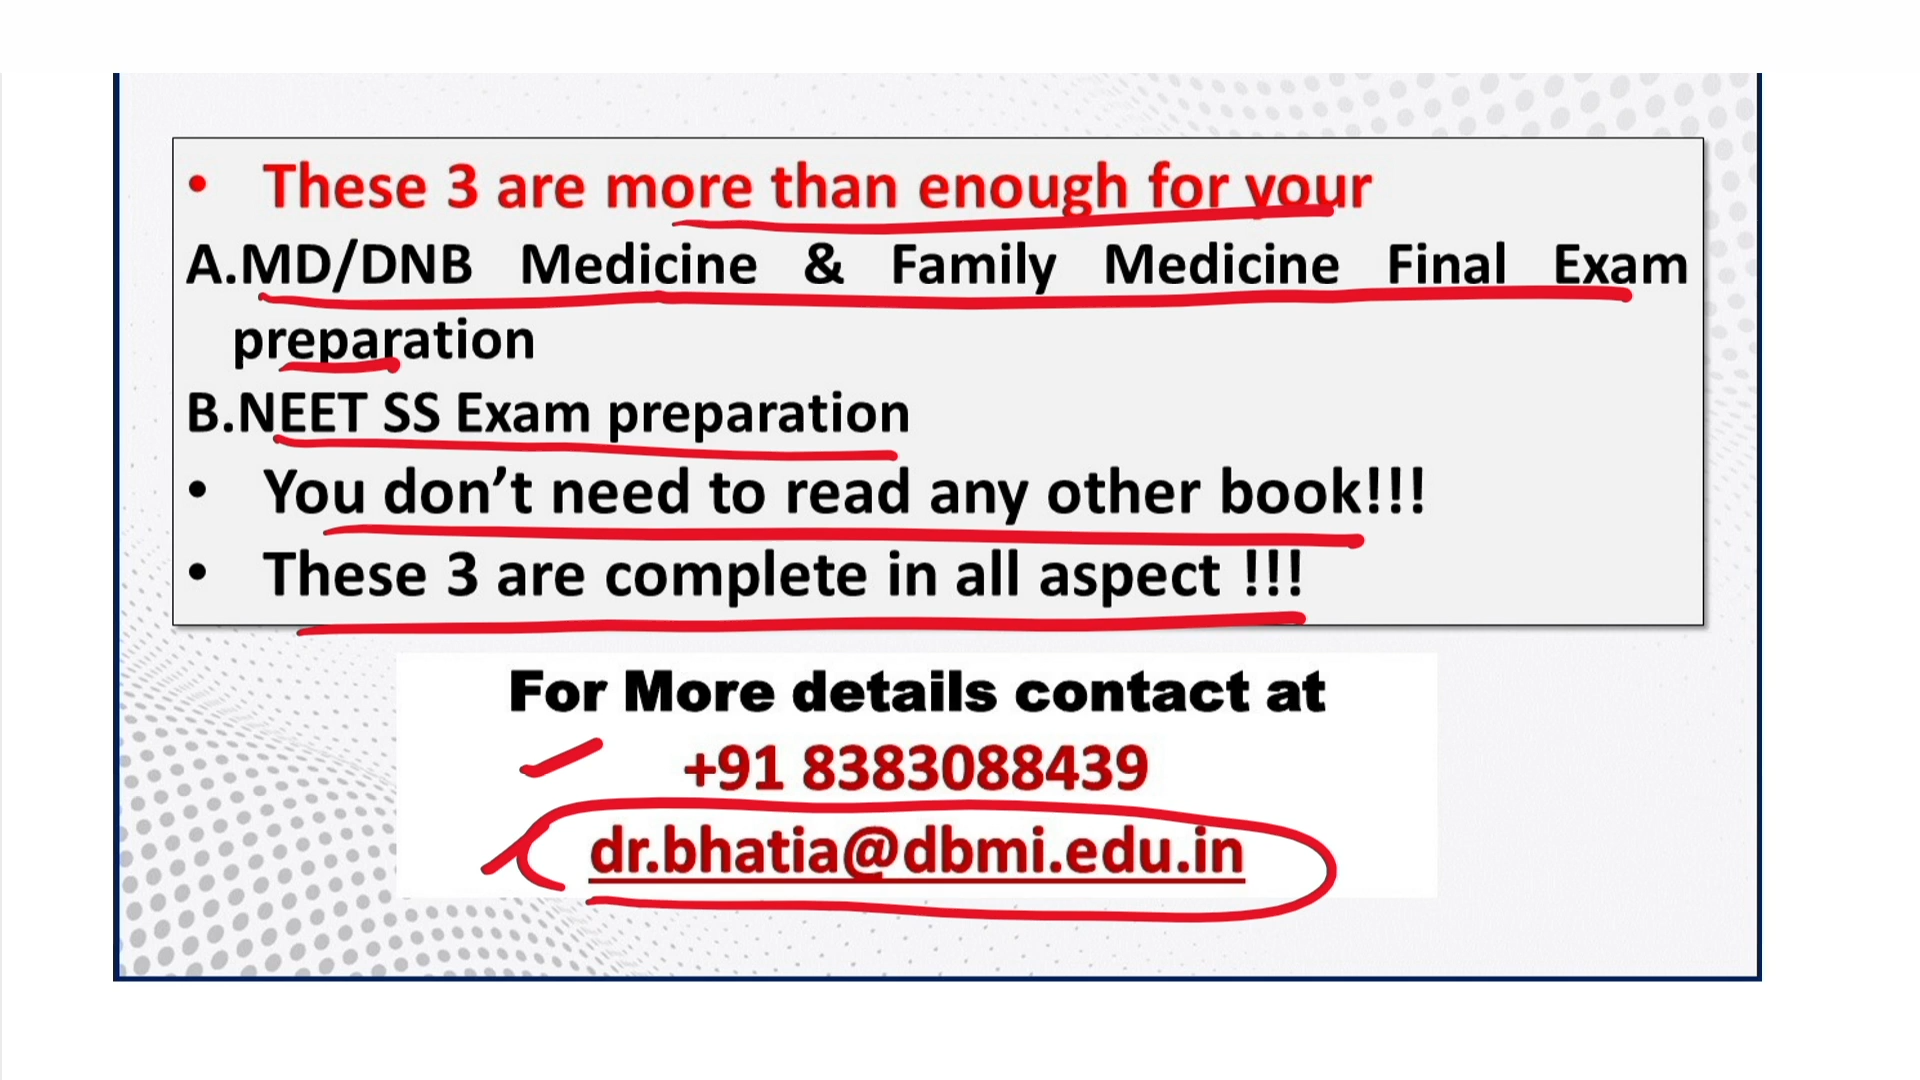 • These 3 are more than enough for your
A.MD/DNB Medicine & Family Medicine Final Exam
preparation
B.NEET SS Exam preparation
• You don’t need to read any other book!!!
• These 3 are complete in all aspect !!!
For More details contact at
+91 8383088439
dr.bhatia@dbmi.edu.in